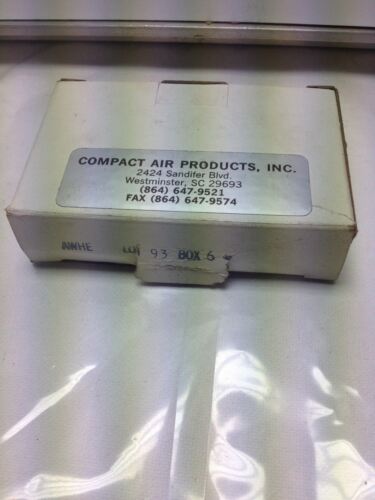 COMPACT AIR PRODUCTS, INC.
2424 Sandifer Blvd.
Westminster, SC 29693
(864) 647-9521
FAX (864) 647-9574
AWHE 93 BOX 6